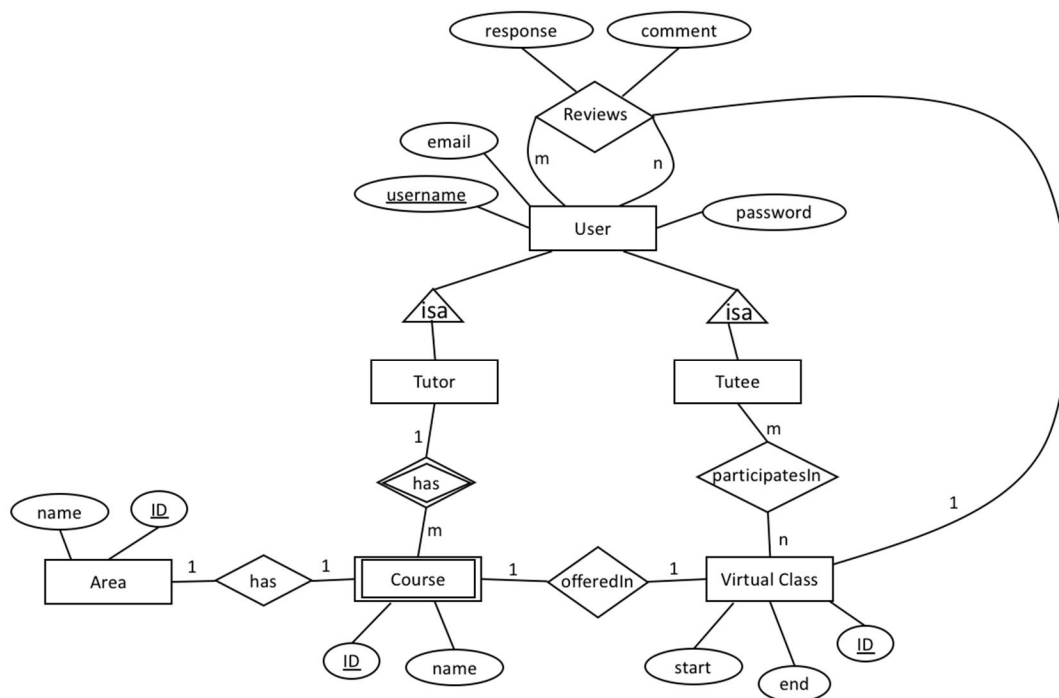 response
comment
Reviews
email
m
n
username
password
User
isa
isa
Tutor
Tutee
1
m
has
participatesIn
name
ID
1
m
n
Area
1
has
1
Course
1
offeredIn
1
Virtual Class
ID
name
start
end
ID